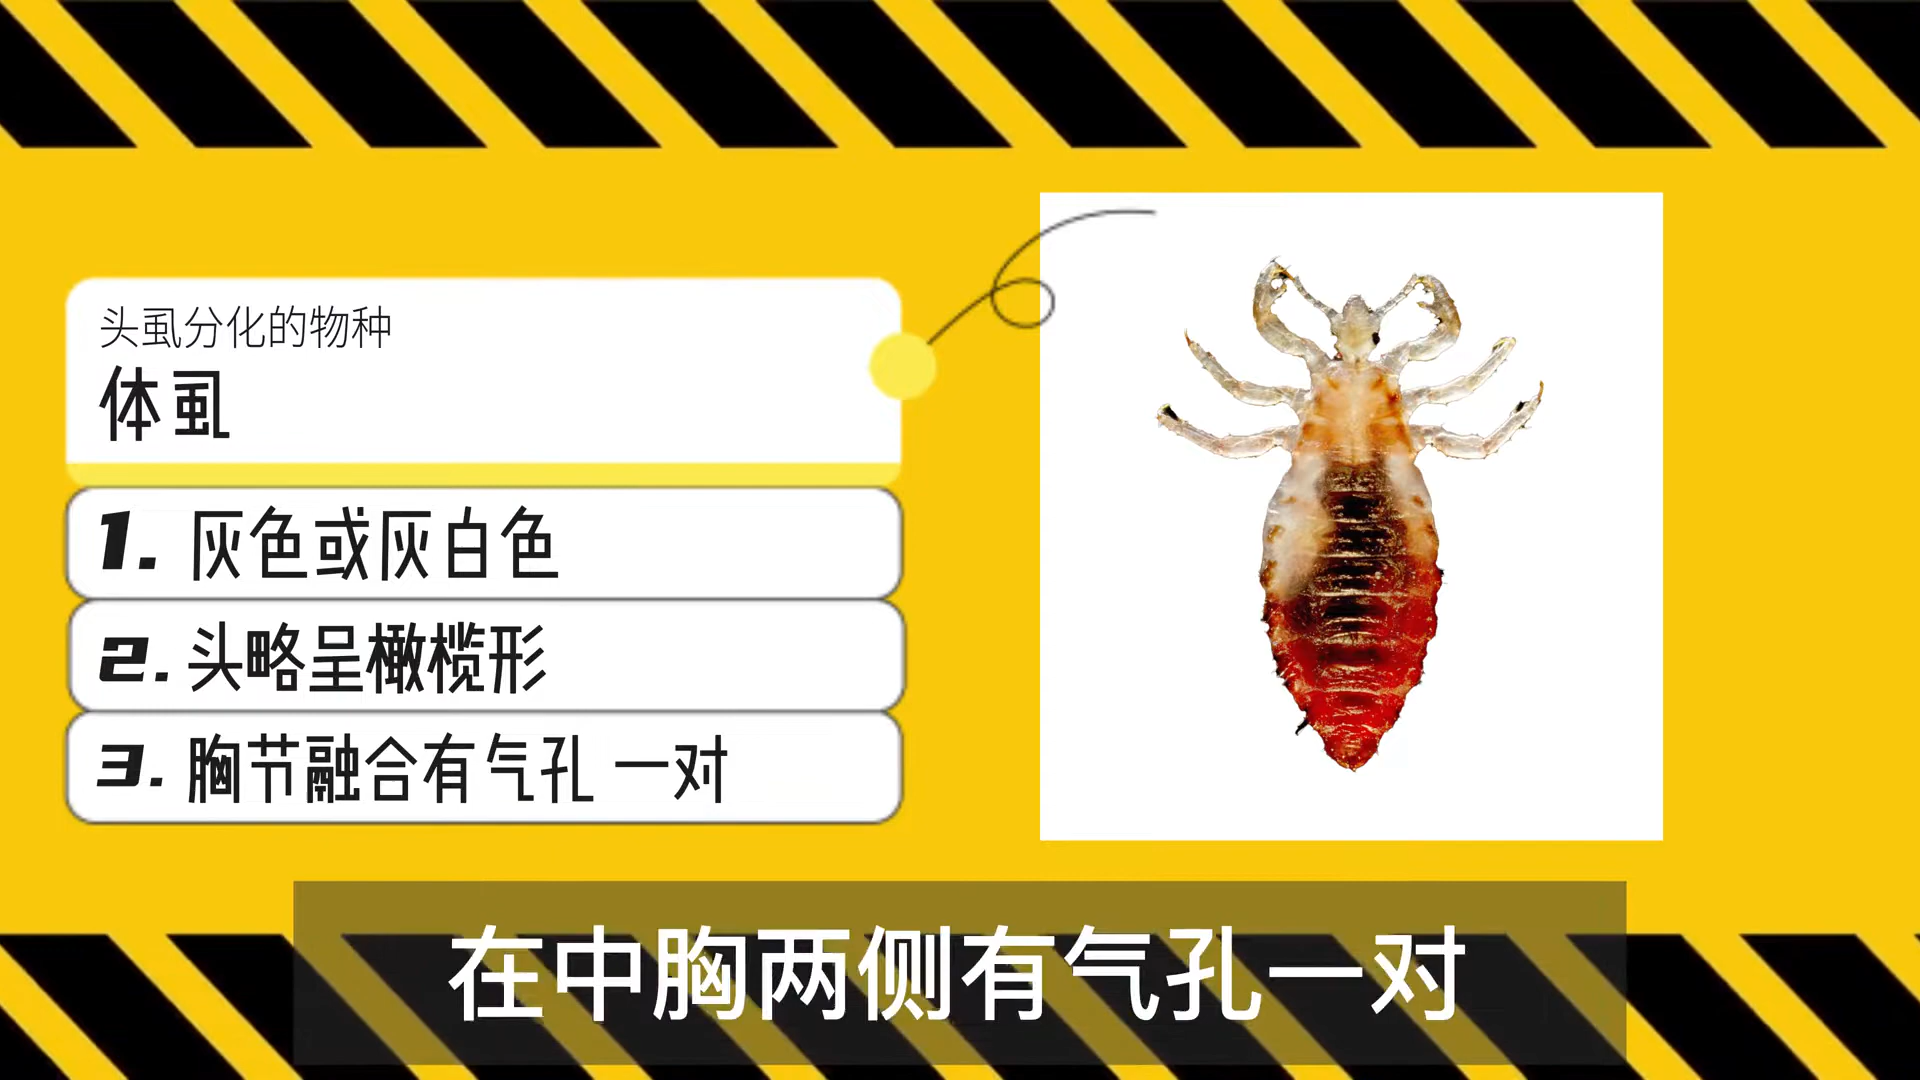 头虱分化的物种
体虱
1. 灰色或灰白色
2. 头略呈橄榄形
3. 胸节融合有气孔一对
在中胸两侧有气孔一对